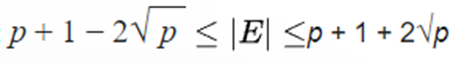 p + 1 − 2√p ≤ |E| ≤p + 1 + 2√p